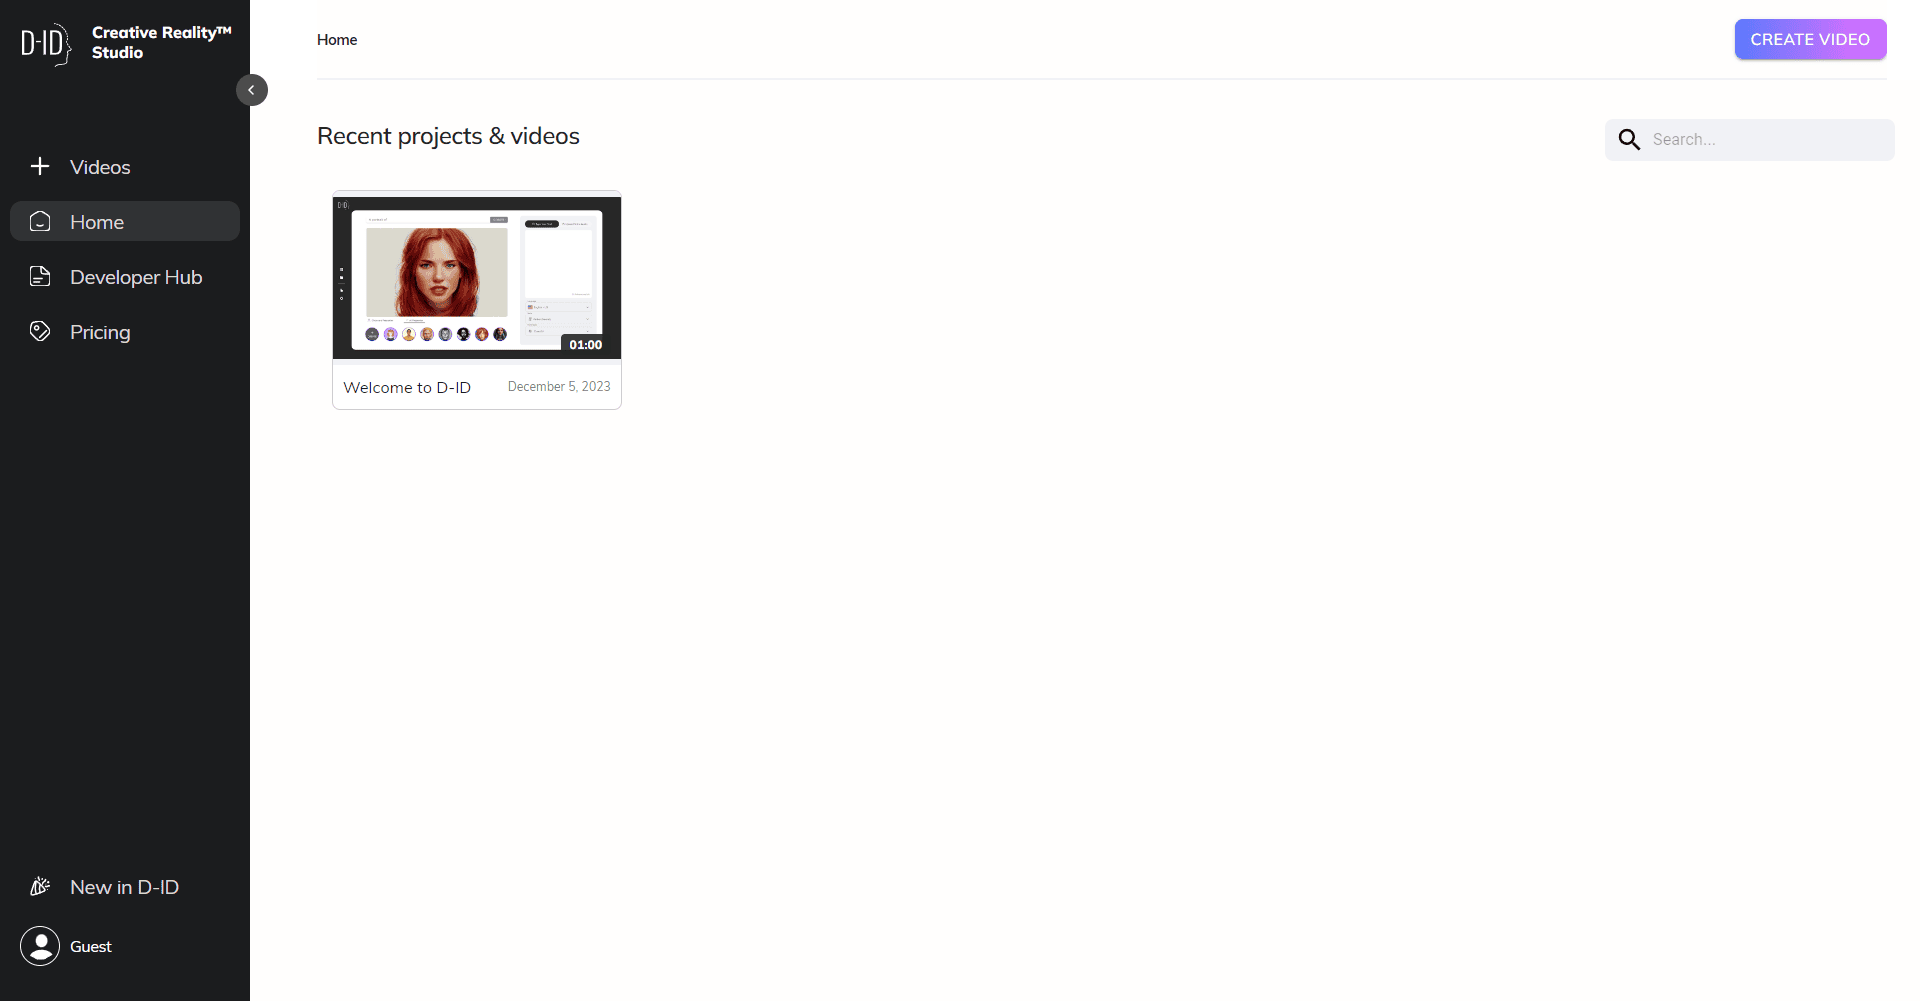 D-ID
Creative Reality™
Studio
Home
CREATE VIDEO
Recent projects & videos
Search...
Videos
Home
Developer Hub
Pricing
D-ID
01:00
Welcome to D-ID
December 5, 2023
New in D-ID
Guest